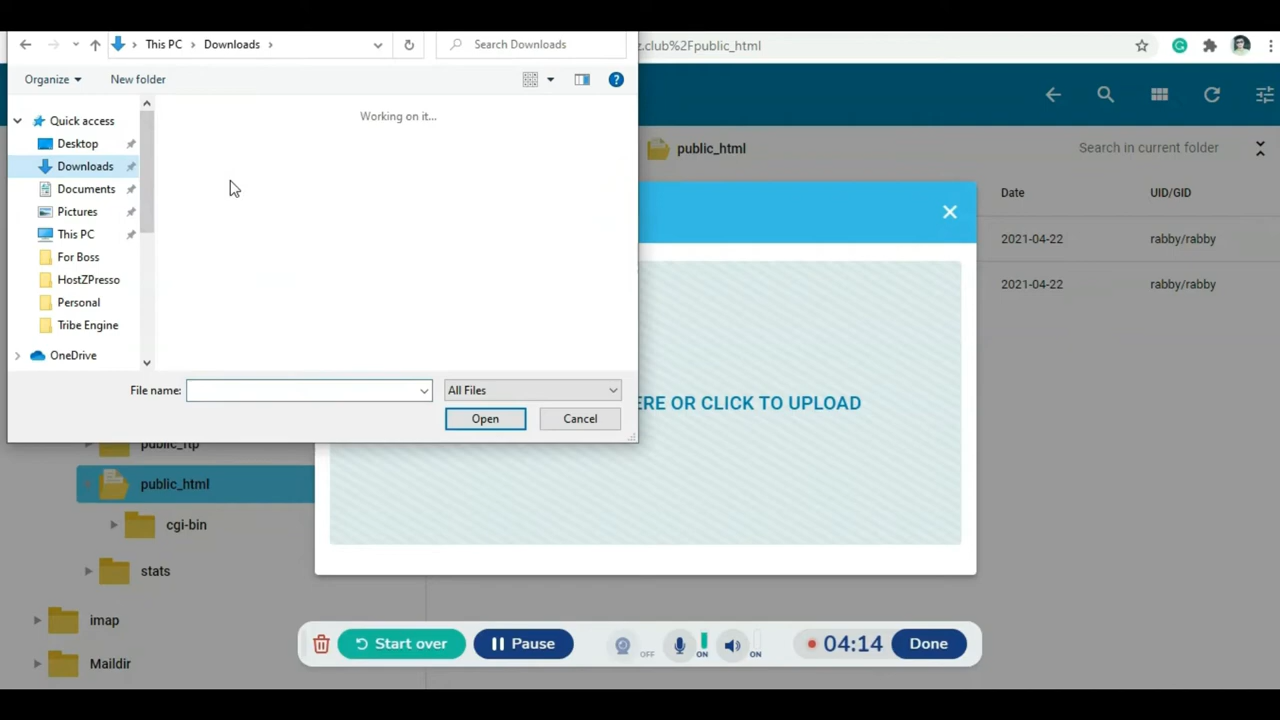 This PC
Downloads
Search Downloads
z.club%2Fpublic_html
Organize
New folder
Working on it...
Quick access
Desktop
Downloads
Documents
Pictures
This PC
For Boss
HostZPresso
Personal
Tribe Engine
OneDrive
File name:
All Files
Open
Cancel
public_html
Search in current folder
Date
UID/GID
2021-04-22
rabby/rabby
2021-04-22
rabby/rabby
ERE OR CLICK TO UPLOAD
public_ftp
public_html
cgi-bin
stats
imap
Maildir
Start over
Pause
OFF
ON
ON
04:14
Done